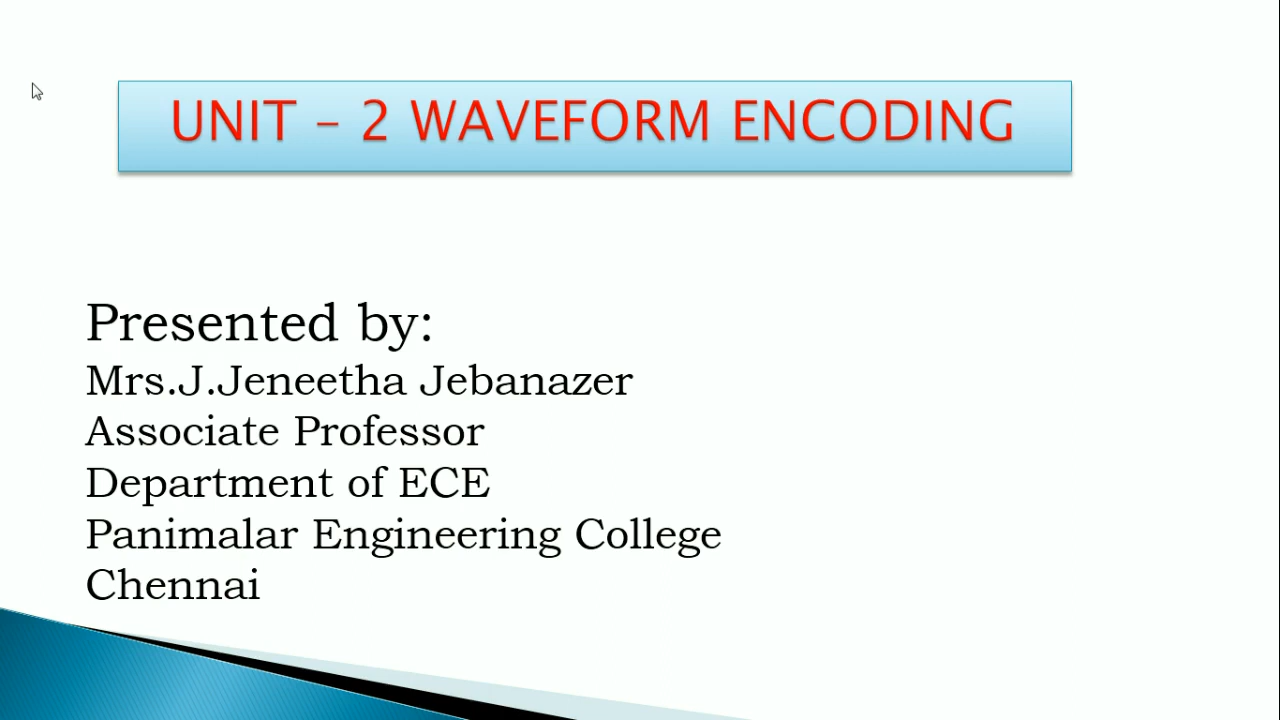 UNIT – 2 WAVEFORM ENCODING
Presented by:
Mrs.J.Jeneetha Jebanazer
Associate Professor
Department of ECE
Panimalar Engineering College
Chennai